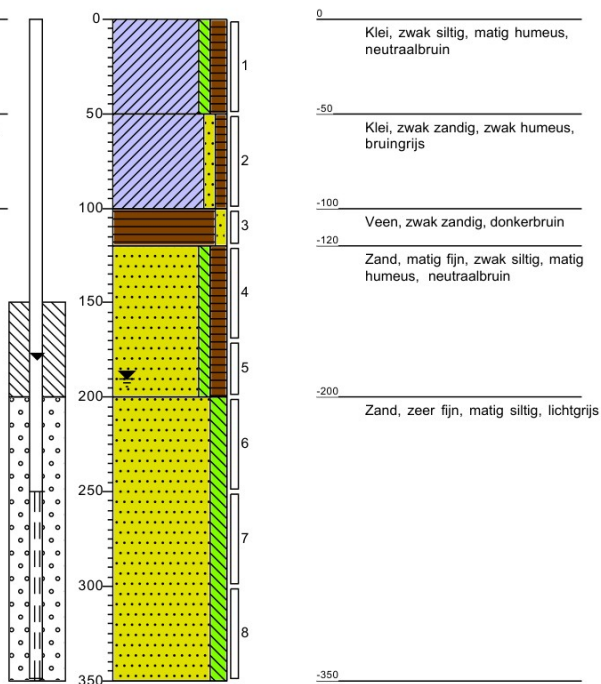 0
50
100
150
200
250
300
350
1
2
3
4
5
6
7
8
0
Klei, zwak siltig, matig humeus,
neutraalbruin
-50
Klei, zwak zandig, zwak humeus,
bruingrijs
-100
Veen, zwak zandig, donkerbruin
-120
Zand, matig fijn, zwak siltig, matig
humeus, neutraalbruin
-200
Zand, zeer fijn, matig siltig, lichtgrijs
-350